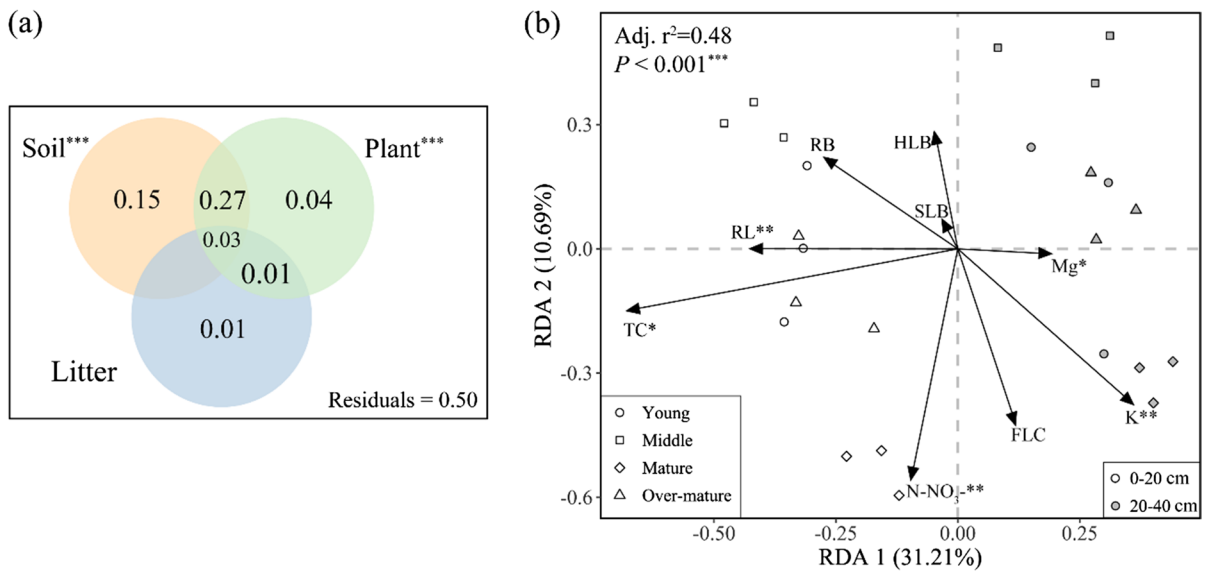 (a)
Soil***
Plant***
0.15
0.27
0.04
0.03
0.01
0.01
Litter
Residuals = 0.50
(b)
Adj. r²=0.48
P < 0.001***
RDA 2 (10.69%)
0.3
0.0
-0.3
-0.6
RB
HLB
SLB
RL**
Mg*
TC*
K**
FLC
N-NO₃-**
Young
Middle
Mature
Over-mature
0-20 cm
20-40 cm
-0.50
-0.25
0.00
0.25
RDA 1 (31.21%)